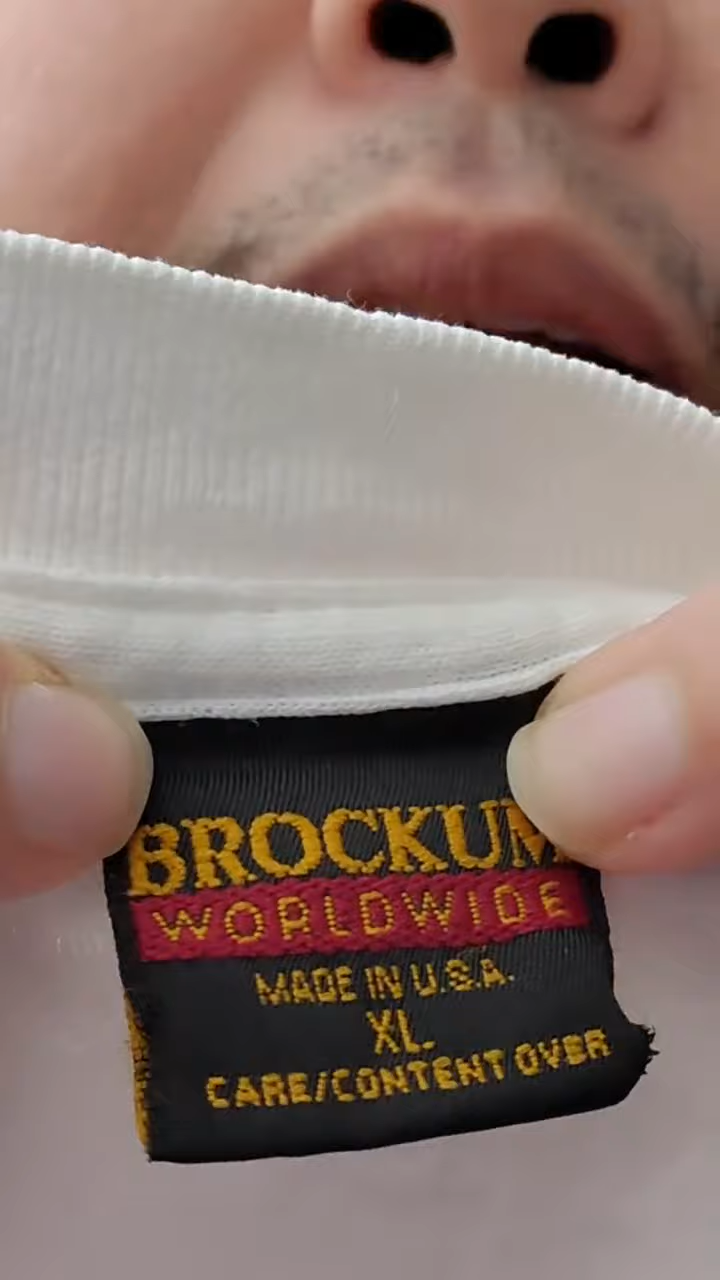 BROCKUM
WORLDWIDE
MADE IN U.S.A.
XL.
CARE/CONTENT OVER